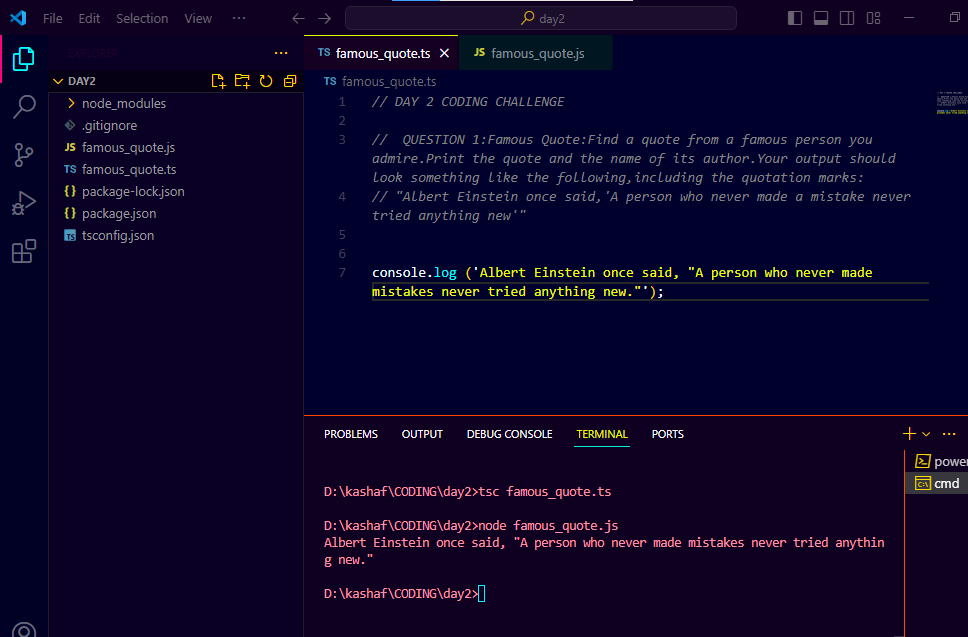 File Edit Selection View ··· day2
EXPLORER ···
DAY2
node_modules
.gitignore
JS famous_quote.js
TS famous_quote.ts
{} package-lock.json
{} package.json
TS tsconfig.json
TS famous_quote.ts JS famous_quote.js
TS famous_quote.ts
1 // DAY 2 CODING CHALLENGE
2
3 //  QUESTION 1:Famous Quote:Find a quote from a famous person you
admire.Print the quote and the name of its author.Your output should
look something like the following,including the quotation marks:
4 // "Albert Einstein once said,'A person who never made a mistake never
tried anything new'"
5
6
7 console.log ('Albert Einstein once said, "A person who never made
mistakes never tried anything new."');
PROBLEMS OUTPUT DEBUG CONSOLE TERMINAL PORTS ···
D:\kashaf\CODING\day2>tsc famous_quote.ts
D:\kashaf\CODING\day2>node famous_quote.js
Albert Einstein once said, "A person who never made mistakes never tried anythin
g new."
D:\kashaf\CODING\day2>
power
cmd